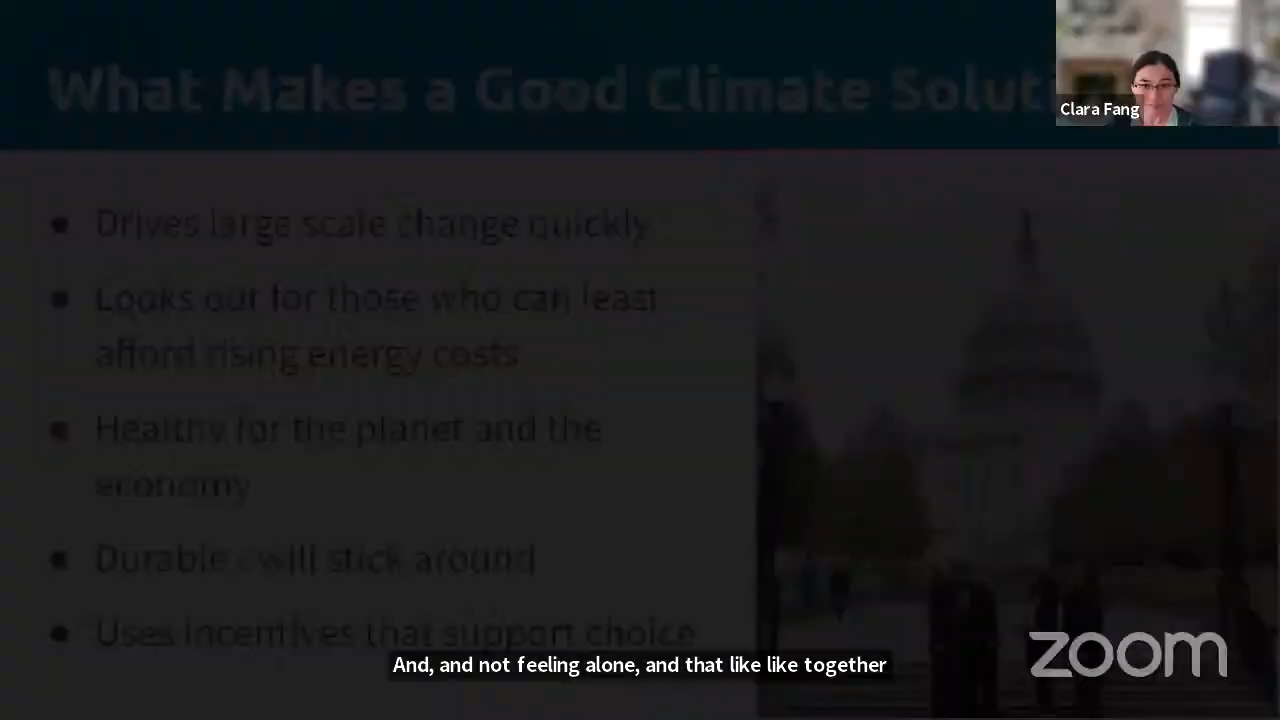 What Makes a Good Climate Soluti
Clara Fang
Drives large scale change quickly
Looks out for those who can least
afford rising energy costs
Healthy for the planet and the
economy
Durable - will stick around
Uses incentives that support choice
And, and not feeling alone, and that like like together
zoom